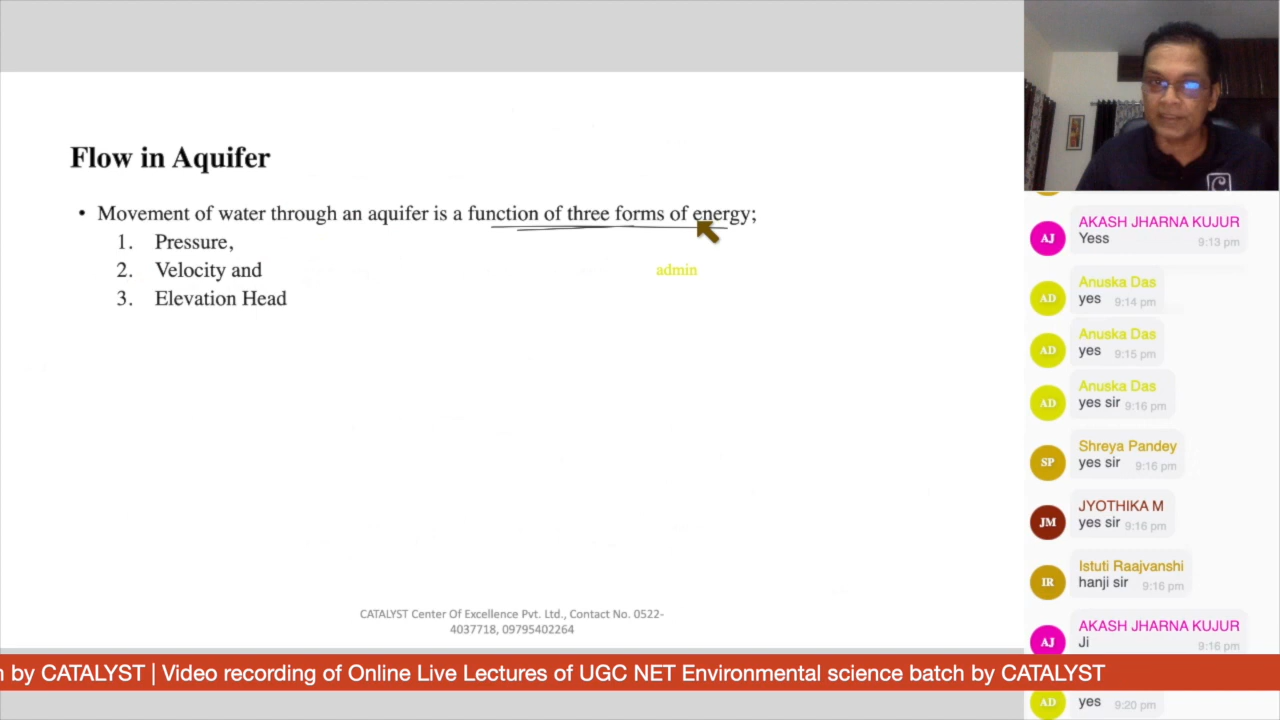 Flow in Aquifer
• Movement of water through an aquifer is a function of three forms of energy;
1. Pressure,
2. Velocity and
3. Elevation Head
admin
CATALYST Center Of Excellence Pvt. Ltd., Contact No. 0522-
4037718, 09795402264
AKASH JHARNA KUJUR
AJ Yess 9:13 pm
Anuska Das
AD yes 9:14 pm
Anuska Das
AD yes 9:15 pm
Anuska Das
AD yes sir 9:16 pm
Shreya Pandey
SP yes sir 9:16 pm
JYOTHIKA M
JM yes sir 9:16 pm
Istuti Raajvanshi
IR hanji sir 9:16 pm
AKASH JHARNA KUJUR
AJ Ji 9:16 pm
n by CATALYST | Video recording of Online Live Lectures of UGC NET Environmental science batch by CATALYST
AD yes 9:20 pm